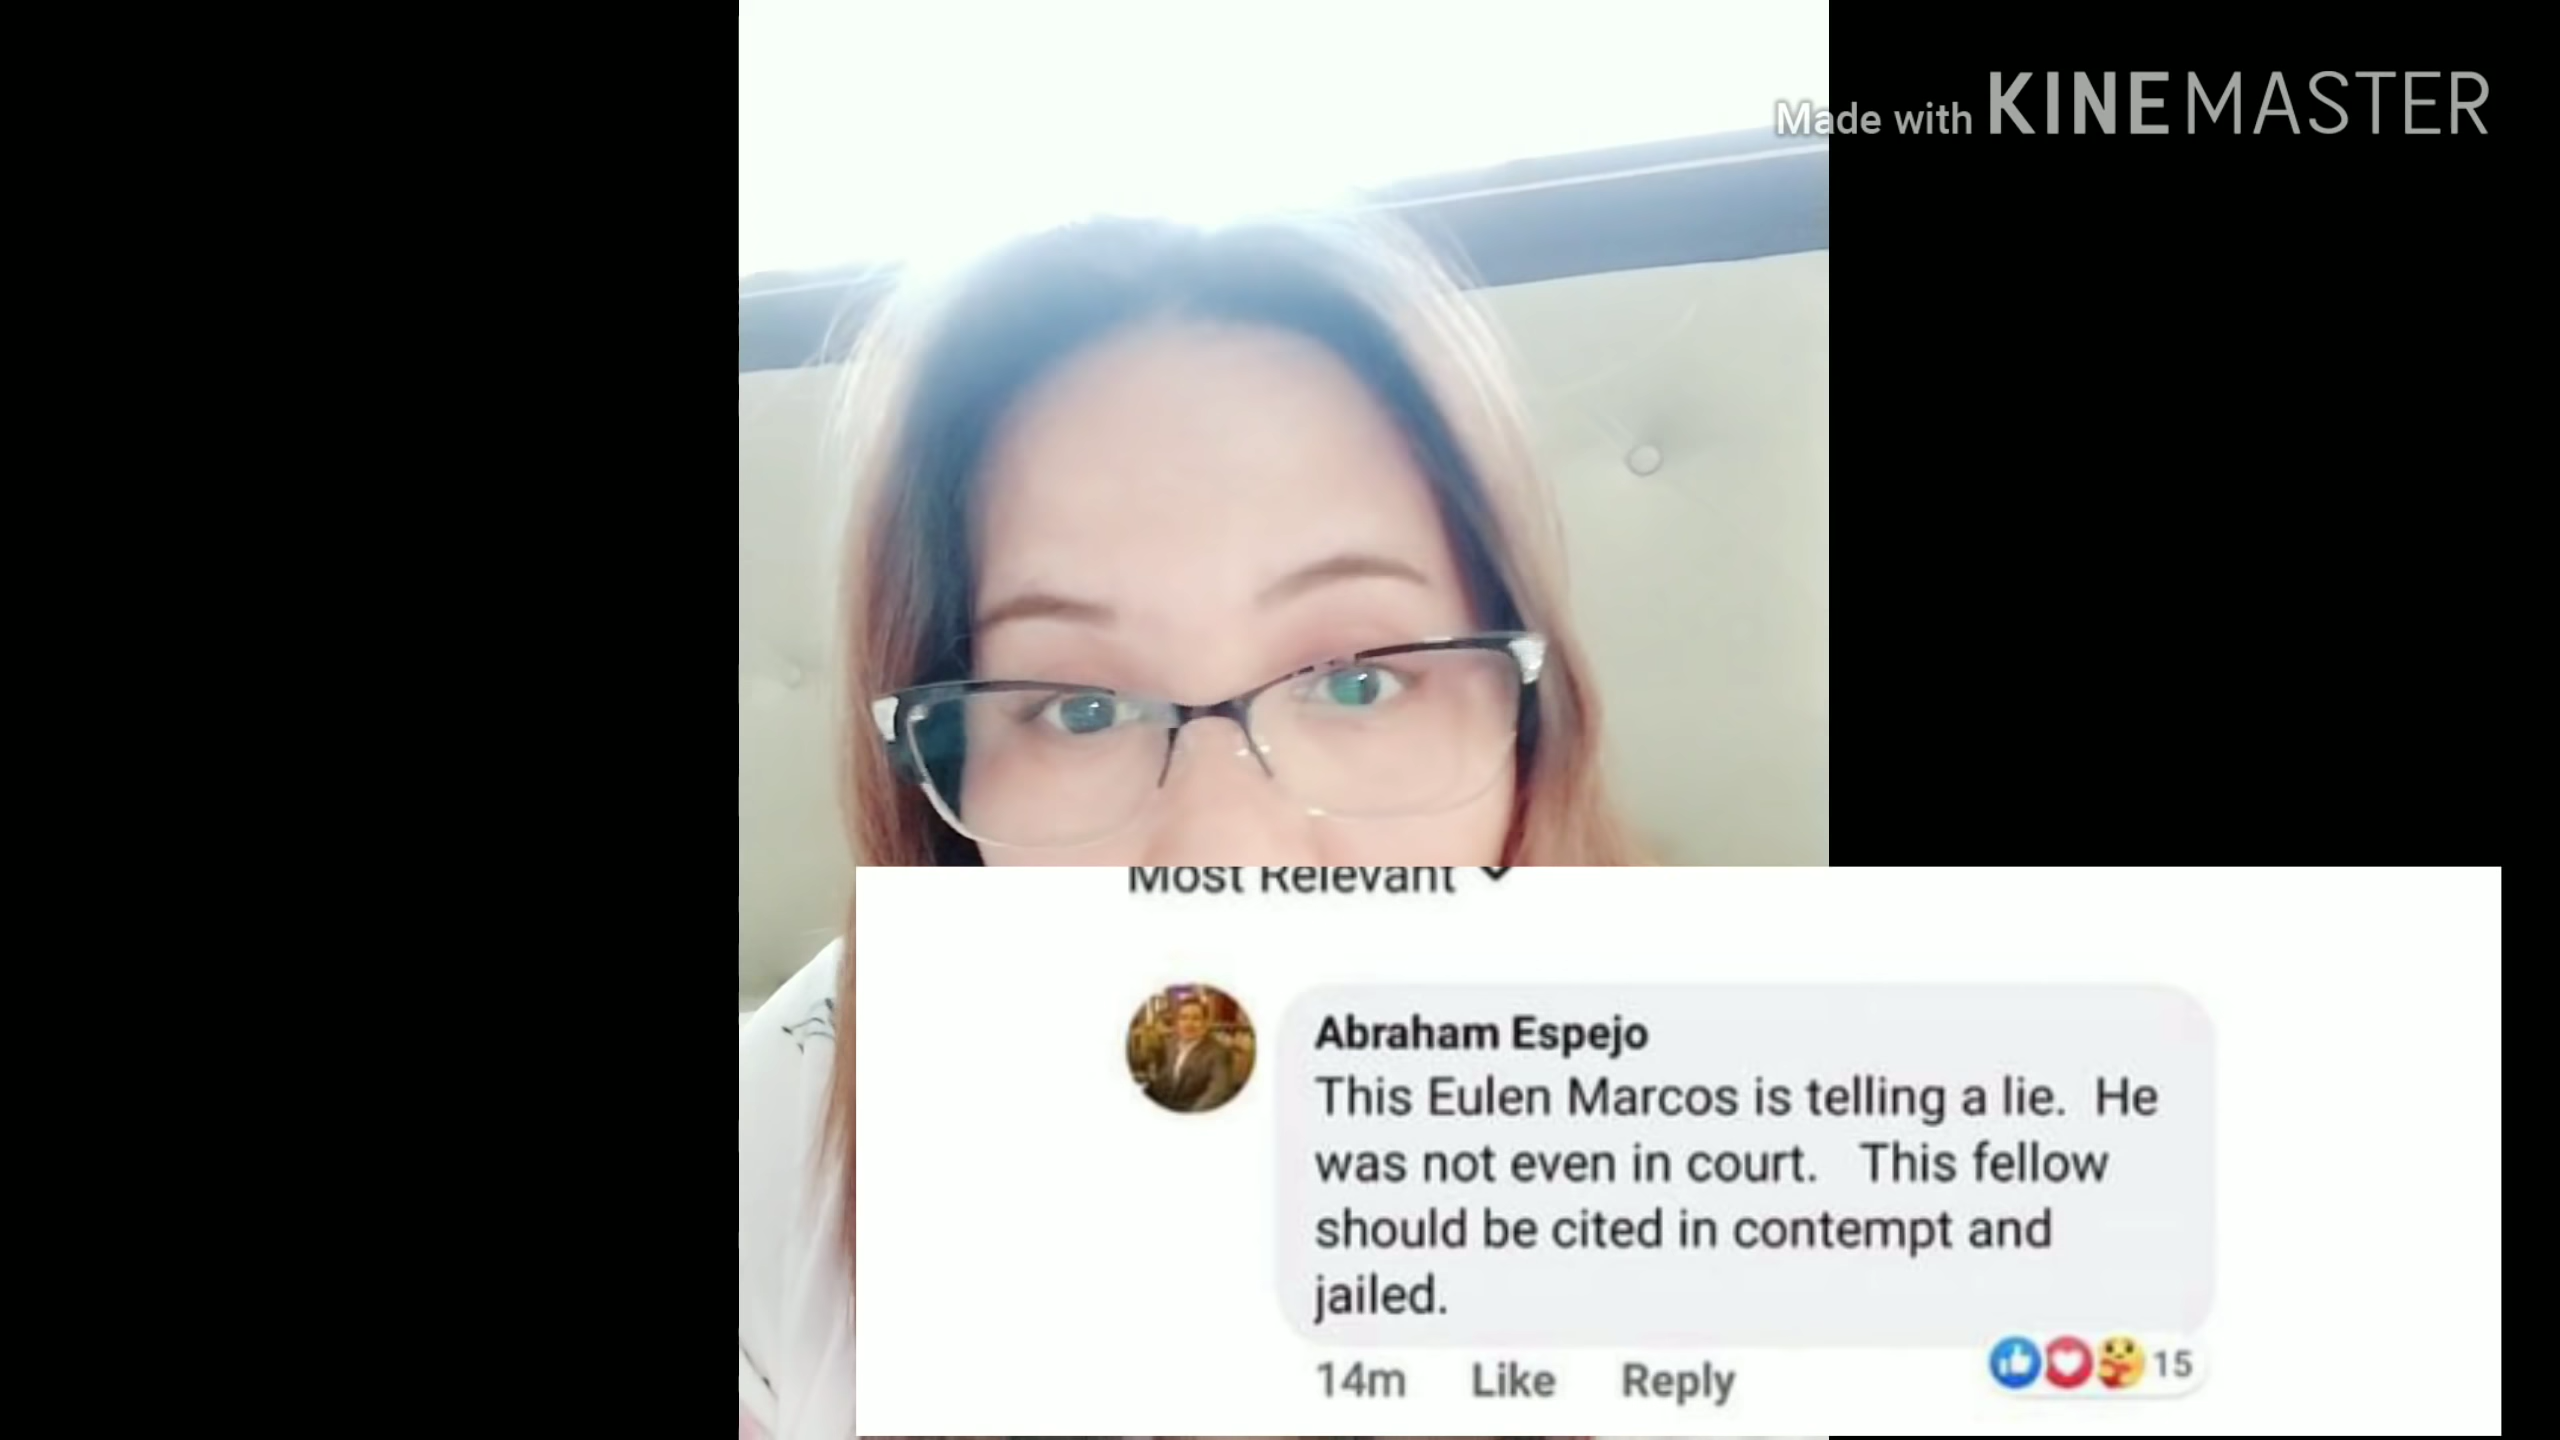 Made with KINEMASTER
Most Relevant
Abraham Espejo
This Eulen Marcos is telling a lie. He
was not even in court. This fellow
should be cited in contempt and
jailed.
14m Like Reply 15